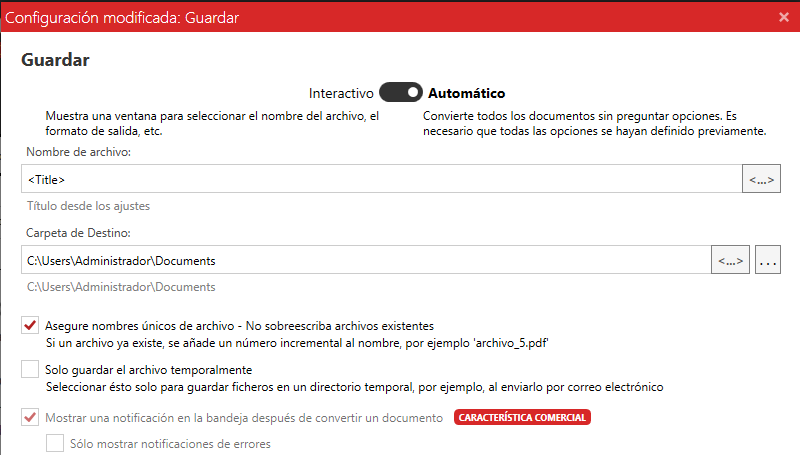 Configuración modificada: Guardar
Guardar
Interactivo Automático
Muestra una ventana para seleccionar el nombre del archivo, el
formato de salida, etc.
Convierte todos los documentos sin preguntar opciones. Es
necesario que todas las opciones se hayan definido previamente.
Nombre de archivo:
<Title> <...>
Título desde los ajustes
Carpeta de Destino:
C:\Users\Administrador\Documents <...> ...
C:\Users\Administrador\Documents
Asegure nombres únicos de archivo - No sobreescriba archivos existentes
Si un archivo ya existe, se añade un número incremental al nombre, por ejemplo 'archivo_5.pdf'
Solo guardar el archivo temporalmente
Seleccionar ésto solo para guardar ficheros en un directorio temporal, por ejemplo, al enviarlo por correo electrónico
Mostrar una notificación en la bandeja después de convertir un documento CARACTERÍSTICA COMERCIAL
Sólo mostrar notificaciones de errores